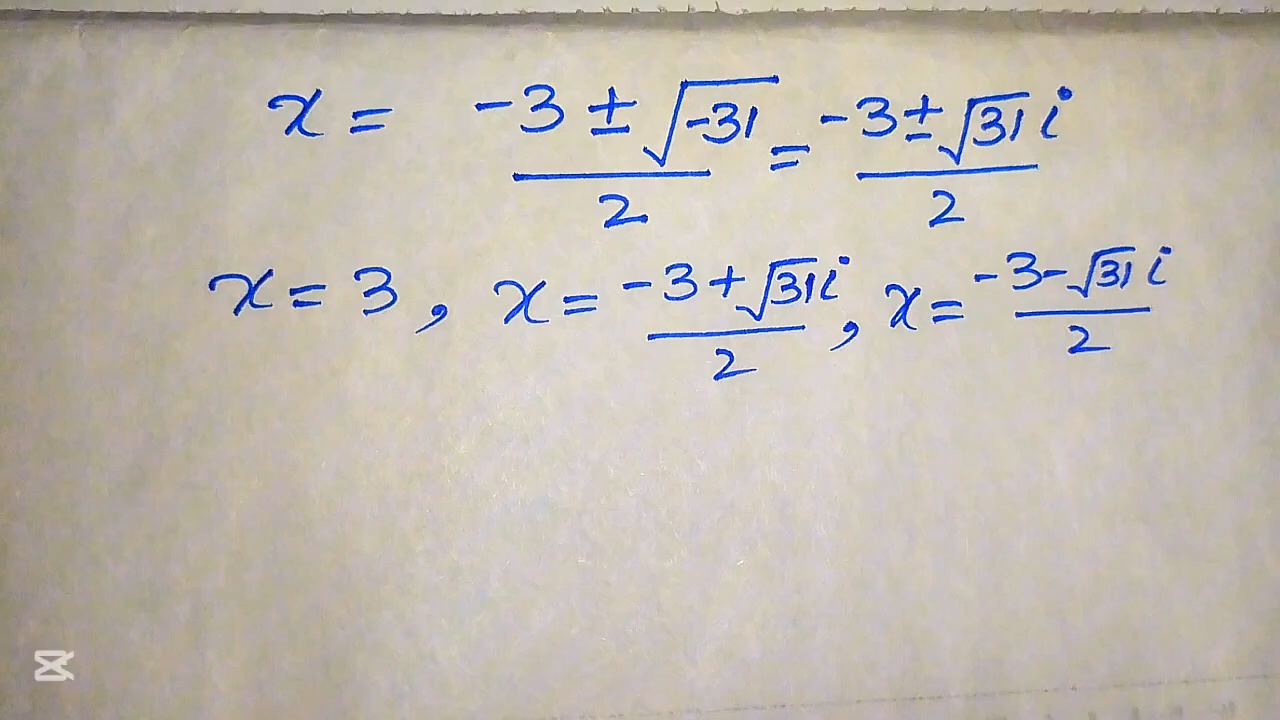 x = (-3 ± √-31)/2 = (-3 ± √31 i)/2
x = 3, x = (-3 + √31 i)/2, x = (-3 - √31 i)/2